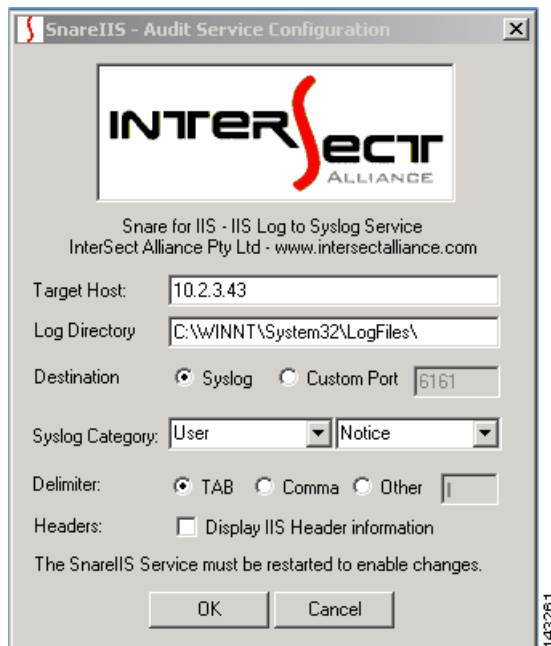 SnareIIS - Audit Service Configuration
INTERSECT
ALLIANCE
Snare for IIS - IIS Log to Syslog Service
InterSect Alliance Pty Ltd - www.intersectalliance.com
Target Host: 10.2.3.43
Log Directory C:\WINNT\System32\LogFiles\
Destination Syslog Custom Port 6161
Syslog Category: User Notice
Delimiter: TAB Comma Other |
Headers: Display IIS Header information
The SnareIIS Service must be restarted to enable changes.
OK Cancel
143261